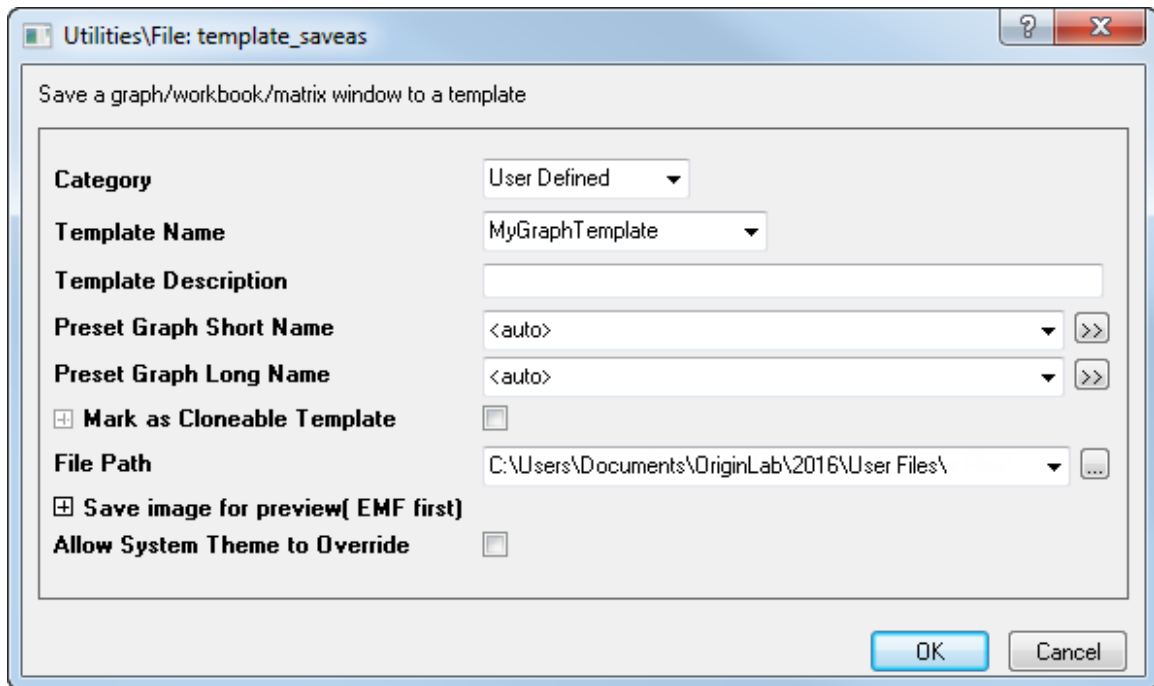 Utilities\File: template_saveas
Save a graph/workbook/matrix window to a template
Category User Defined
Template Name MyGraphTemplate
Template Description
Preset Graph Short Name <auto> >>
Preset Graph Long Name <auto> >>
Mark as Cloneable Template
File Path C:\Users\Documents\OriginLab\2016\User Files\ ...
Save image for preview( EMF first)
Allow System Theme to Override
OK Cancel